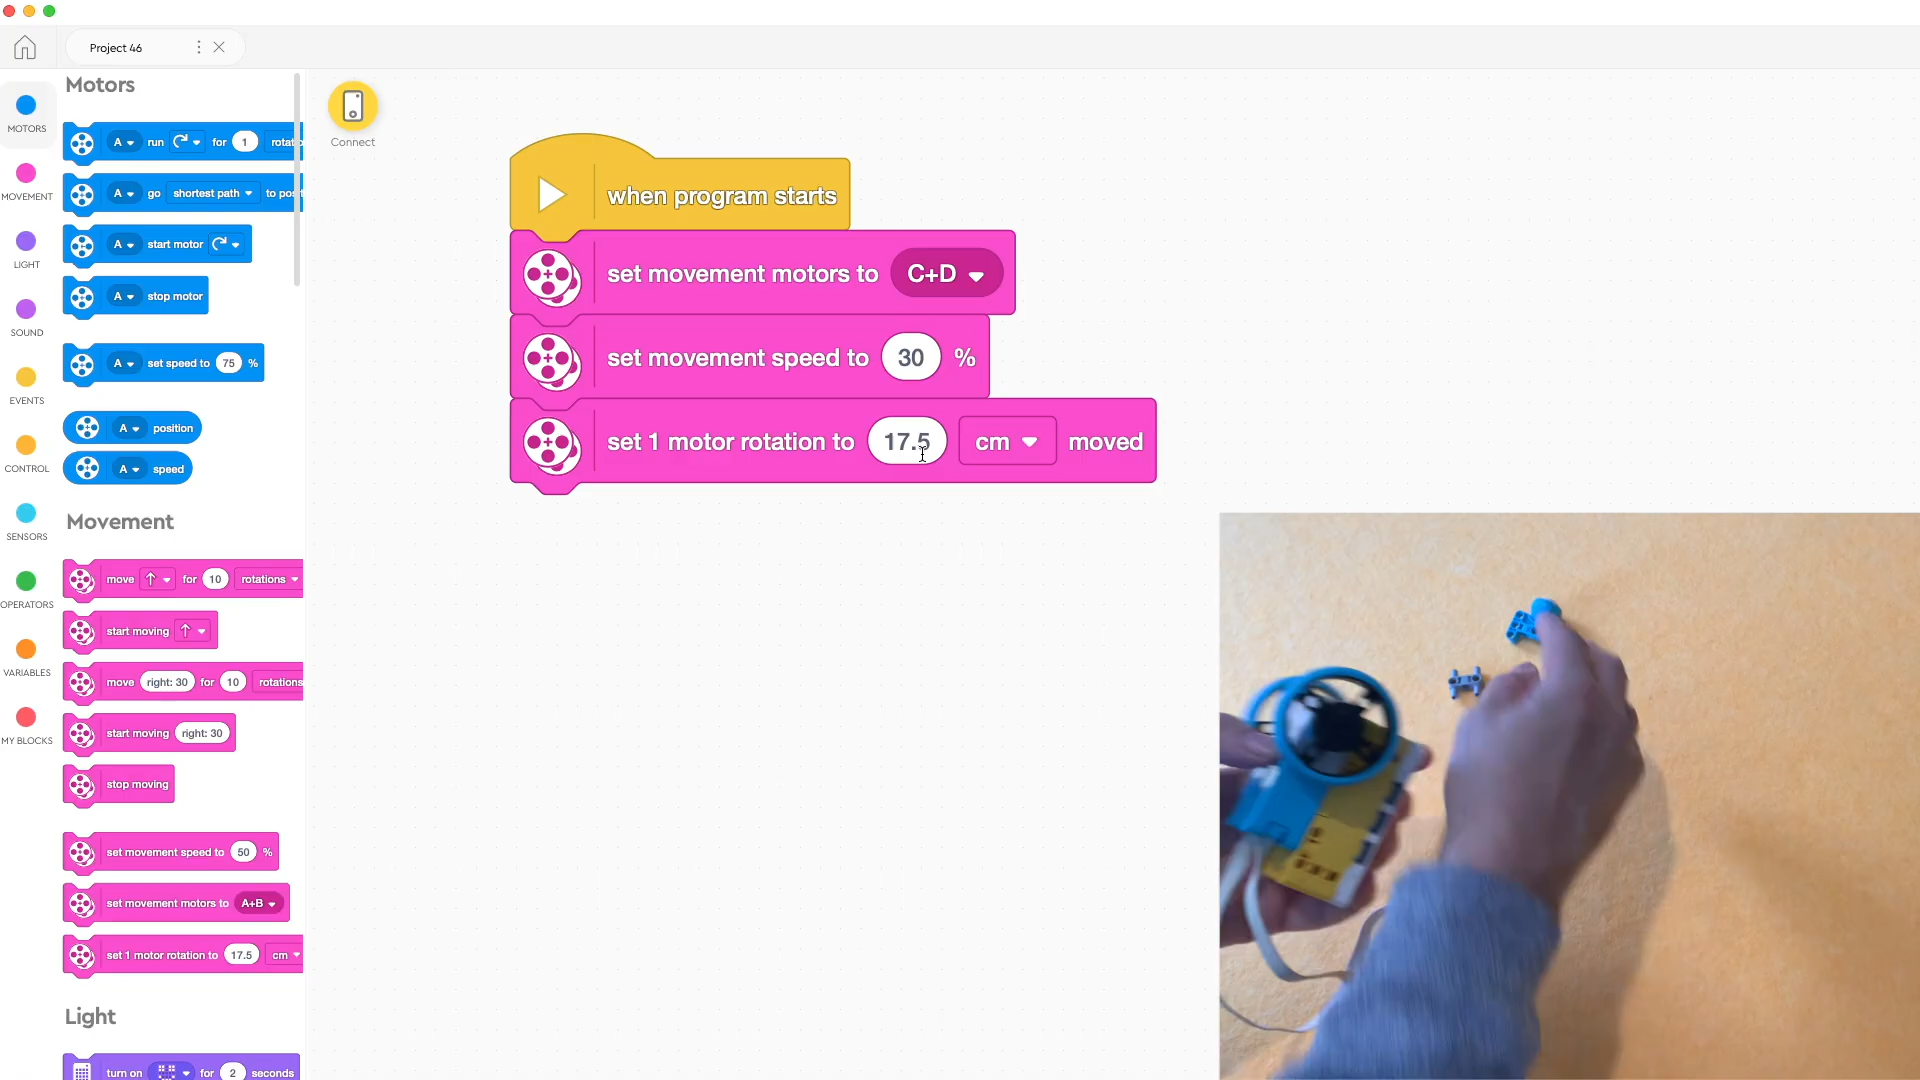 Project 46
Motors
MOTORS
MOVEMENT
LIGHT
SOUND
EVENTS
CONTROL
SENSORS
OPERATORS
VARIABLES
MY BLOCKS
A run for 1
A go shortest path
A start motor
A stop motor
A set speed to 75 %
A position
A speed
Movement
move for 10 rotations
start moving
move right: 30 for 10 rotations
start moving right: 30
stop moving
set movement speed to 50 %
set movement motors to A+B
set 1 motor rotation to 17.5 cm
Light
turn on for 2 seconds
Connect
when program starts
set movement motors to C+D
set movement speed to 30 %
set 1 motor rotation to 17.5 cm moved